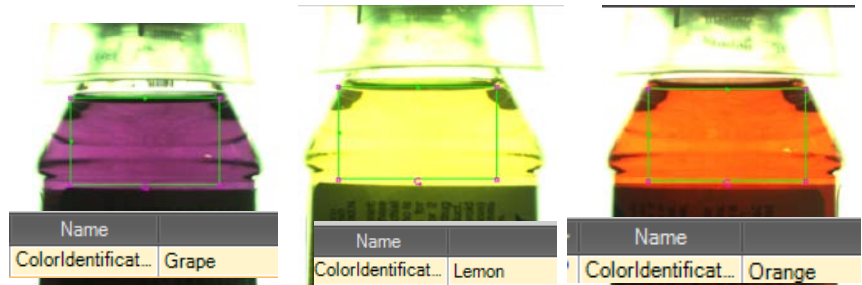 Name
ColorIdentificat... Grape
Name
ColorIdentificat... Lemon
Name
ColorIdentificat... Orange